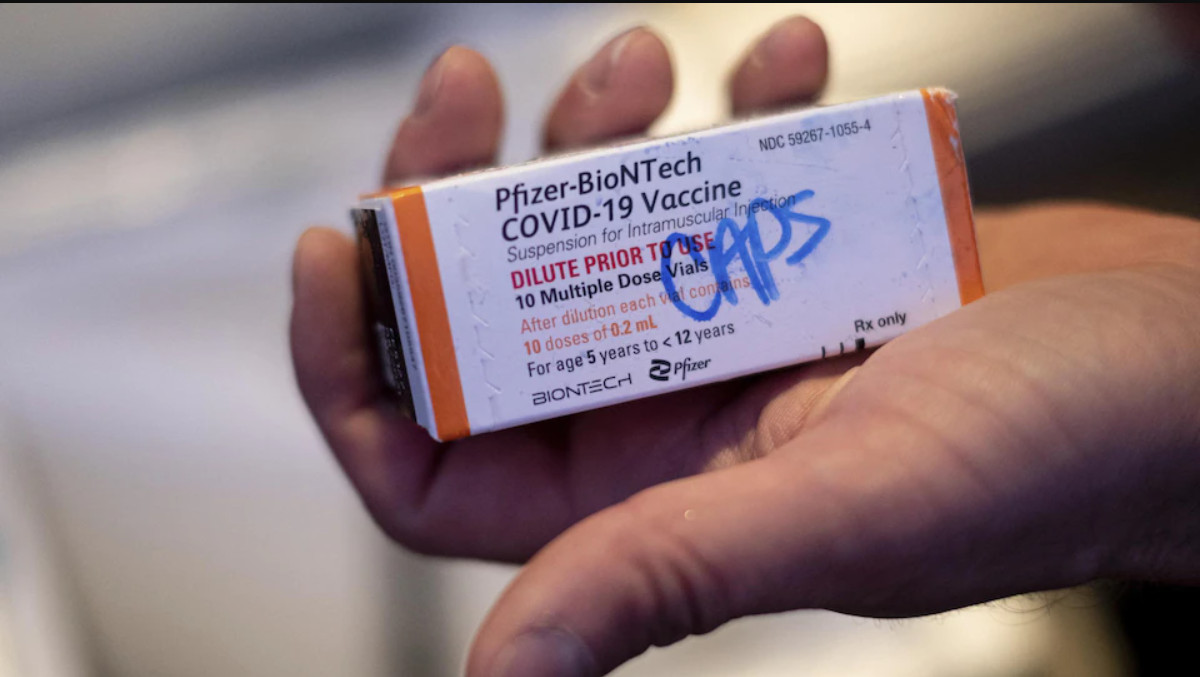 NDC 59267-1055-4
Pfizer-BioNTech
COVID-19 Vaccine
Suspension for Intramuscular Injection
DILUTE PRIOR TO USE
10 Multiple Dose Vials
After dilution each vial contains
10 doses of 0.2 mL
For age 5 years to < 12 years
BIONTECH Pfizer
Rx only
CAPS